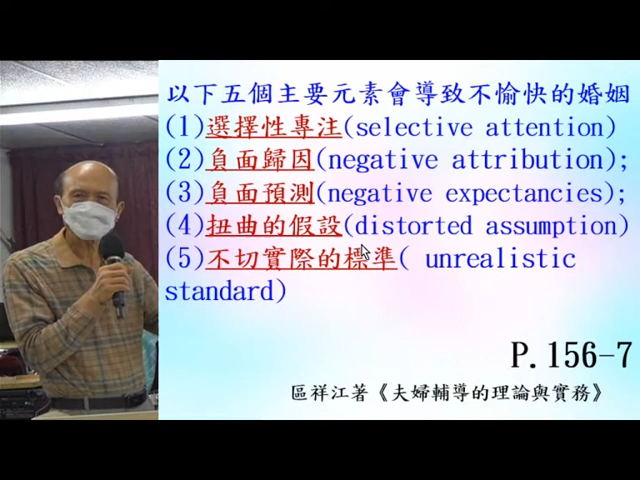 以下五個主要元素會導致不愉快的婚姻
(1)選擇性專注(selective attention)
(2)負面歸因(negative attribution);
(3)負面預測(negative expectancies);
(4)扭曲的假設(distorted assumption)
(5)不切實際的標準( unrealistic
standard)
P.156-7
區祥江著《夫婦輔導的理論與實務》